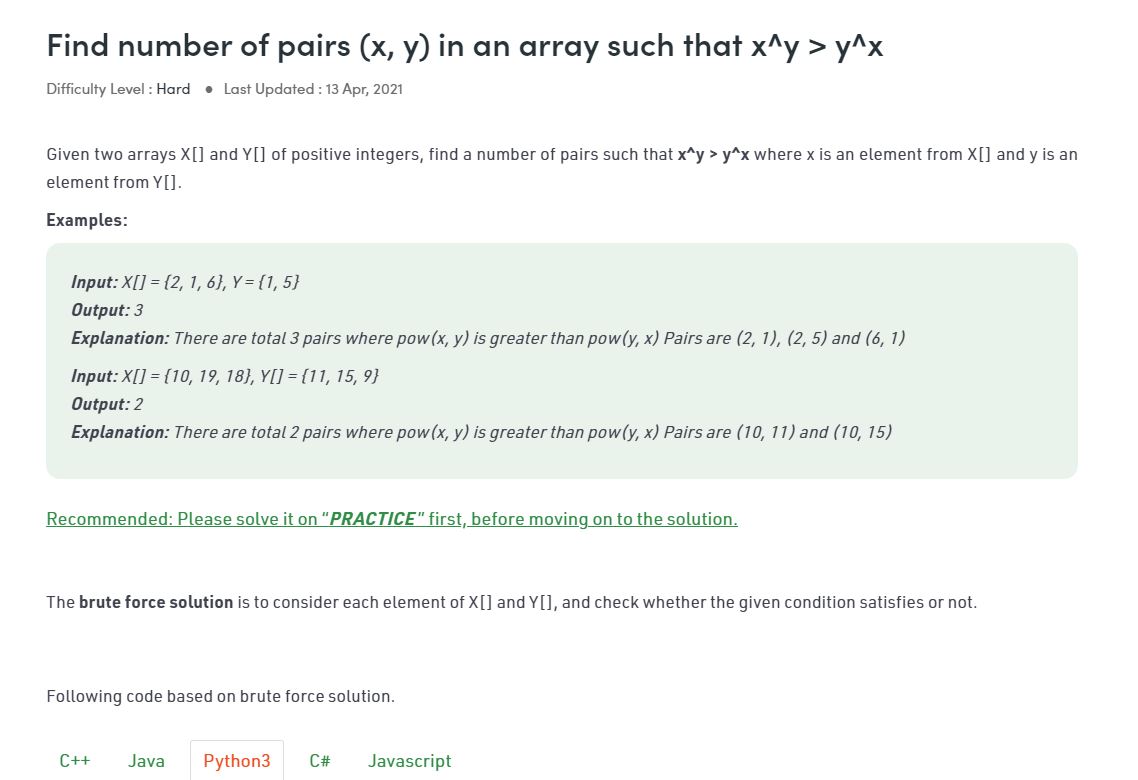 Find number of pairs (x, y) in an array such that x^y > y^x
Difficulty Level : Hard ● Last Updated : 13 Apr, 2021
Given two arrays X[] and Y[] of positive integers, find a number of pairs such that x^y > y^x where x is an element from X[] and y is an
element from Y[].
Examples:
Input: X[] = {2, 1, 6}, Y = {1, 5}
Output: 3
Explanation: There are total 3 pairs where pow(x, y) is greater than pow(y, x) Pairs are (2, 1), (2, 5) and (6, 1)
Input: X[] = {10, 19, 18}, Y[] = {11, 15, 9}
Output: 2
Explanation: There are total 2 pairs where pow(x, y) is greater than pow(y, x) Pairs are (10, 11) and (10, 15)
Recommended: Please solve it on “PRACTICE” first, before moving on to the solution.
The brute force solution is to consider each element of X[] and Y[], and check whether the given condition satisfies or not.
Following code based on brute force solution.
C++ Java Python3 C# Javascript